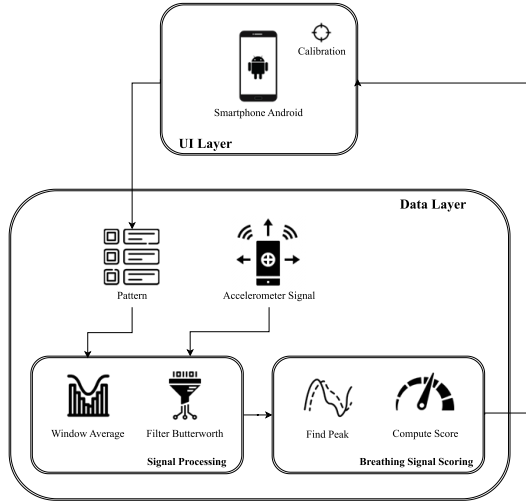 Calibration
Smartphone Android
UI Layer
Data Layer
Pattern
Accelerometer Signal
101101
Window Average
Filter Butterworth
Signal Processing
Find Peak
Compute Score
Breathing Signal Scoring